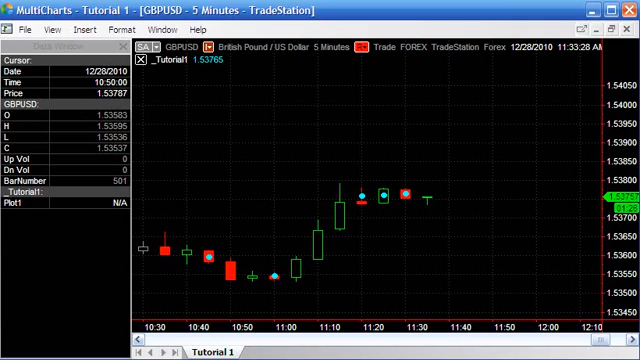 MultiCharts - Tutorial 1 - [GBPUSD - 5 Minutes - TradeStation]
File View Insert Format Window Help
Data Window
SA GBPUSD British Pound / US Dollar 5 Minutes Trade FOREX TradeStation Forex 12/28/2010 11:33:28 AM
_Tutorial1 1.53765
Cursor:
Date 12/28/2010
Time 10:50:00
Price 1.53787
GBPUSD:
O 1.53583
H 1.53595
L 1.53536
C 1.53537
Up Vol 0
Dn Vol 0
BarNumber 501
_Tutorial1:
Plot1 N/A
1.54050
1.54000
1.53950
1.53900
1.53850
1.53800
1.53757
01:26
1.53700
1.53650
1.53600
1.53550
1.53500
1.53450
10:30 10:40 10:50 11:00 11:10 11:20 11:30 11:40 11:50 12:00 12:10
Tutorial 1